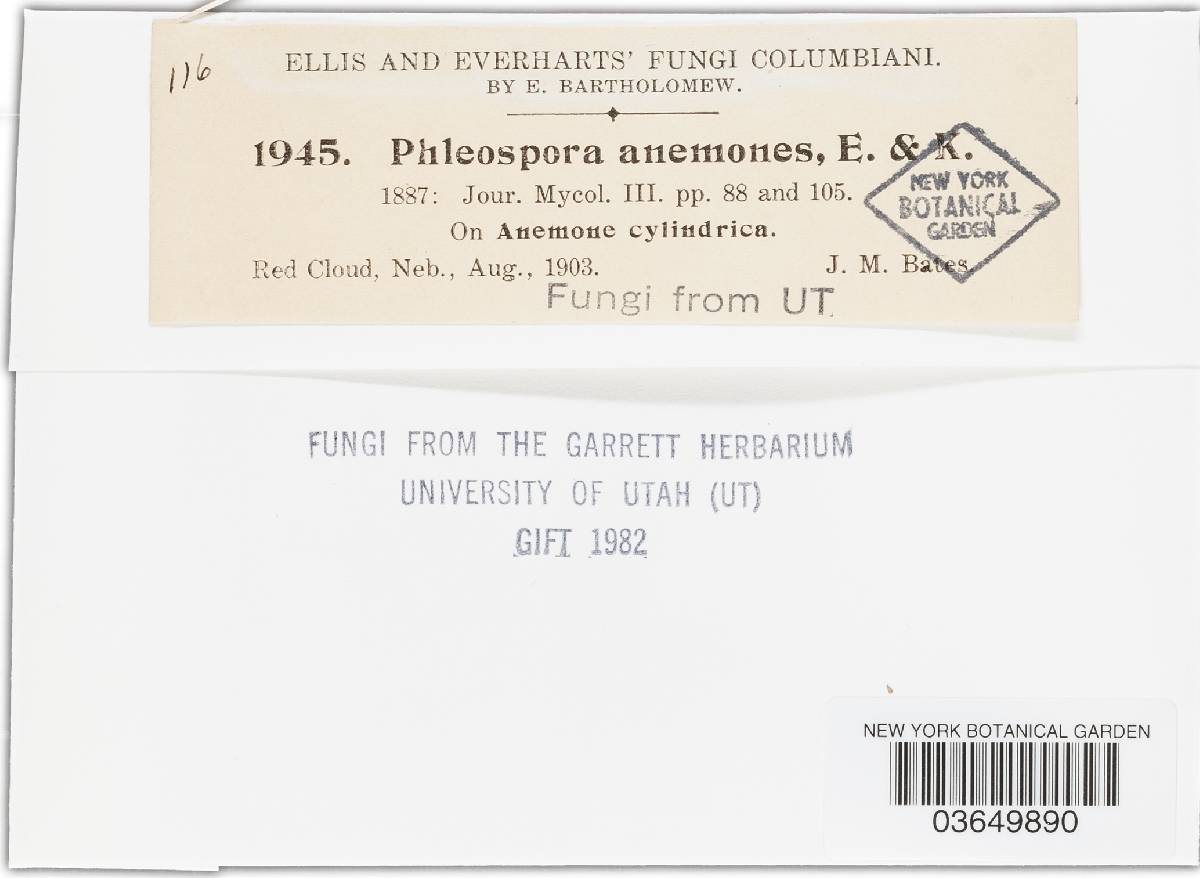 116
ELLIS AND EVERHARTS' FUNGI COLUMBIANI.
BY E. BARTHOLOMEW.
1945. Phleospora anemones, E. & K.
1887: Jour. Mycol. III. pp. 88 and 105.
On Anemone cylindrica.
Red Cloud, Neb., Aug., 1903. J. M. Bates.
NEW YORK
BOTANICAL
GARDEN
Fungi from UT
FUNGI FROM THE GARRETT HERBARIUM
UNIVERSITY OF UTAH (UT)
GIFT 1982
NEW YORK BOTANICAL GARDEN
03649890